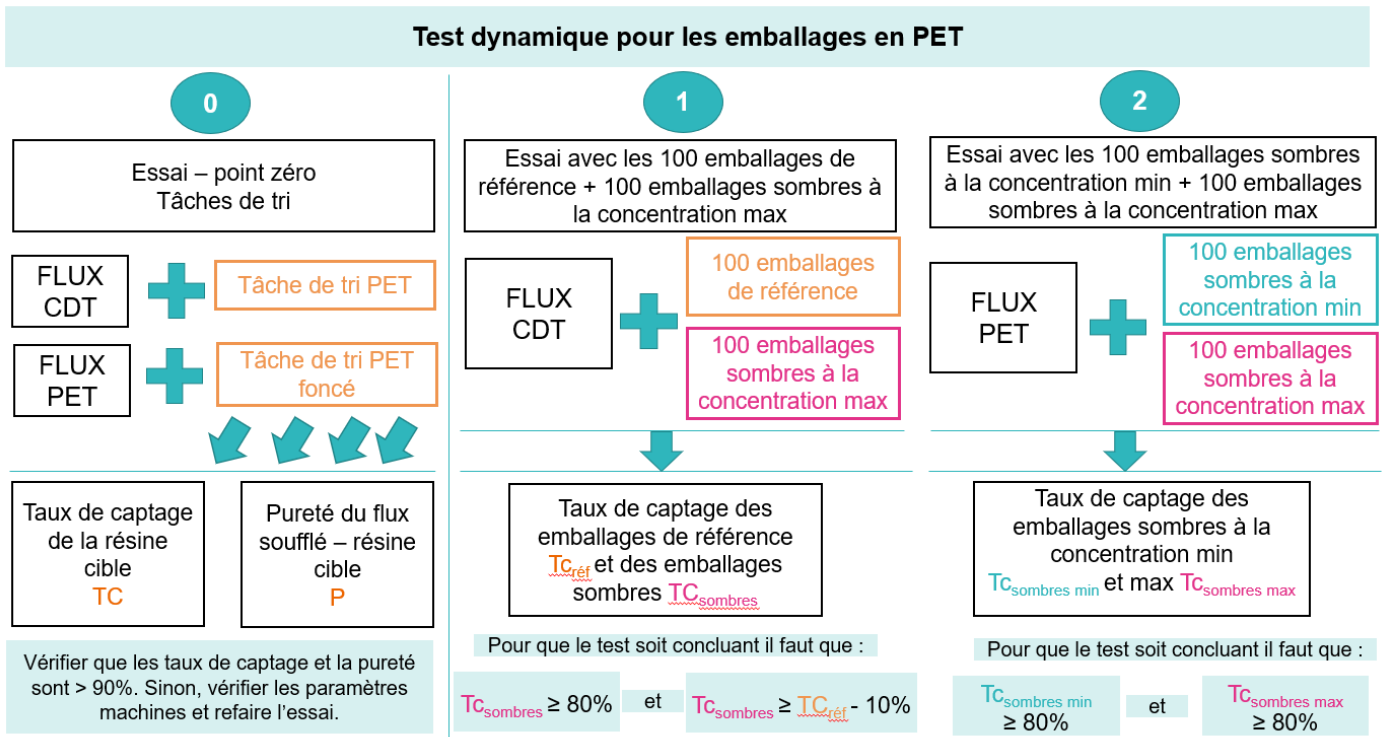 Test dynamique pour les emballages en PET
0
Essai – point zéro
Tâches de tri
FLUX
CDT
Tâche de tri PET
FLUX
PET
Tâche de tri PET
foncé
Taux de captage
de la résine
cible
TC
Pureté du flux
soufflé – résine
cible
P
Vérifier que les taux de captage et la pureté
sont > 90%. Sinon, vérifier les paramètres
machines et refaire l’essai.
1
Essai avec les 100 emballages de
référence + 100 emballages sombres à
la concentration max
FLUX
CDT
100 emballages
de référence
100 emballages
sombres à la
concentration max
Taux de captage des
emballages de référence
Tcréf et des emballages
sombres TCsombres
Pour que le test soit concluant il faut que :
Tcsombres ≥ 80%
et
Tcsombres ≥ TCréf - 10%
2
Essai avec les 100 emballages sombres
à la concentration min + 100 emballages
sombres à la concentration max
FLUX
PET
100 emballages
sombres à la
concentration min
100 emballages
sombres à la
concentration max
Taux de captage des
emballages sombres à la
concentration min
Tcsombres min et max Tcsombres max
Pour que le test soit concluant il faut que :
Tcsombres min
≥ 80%
et
Tcsombres max
≥ 80%